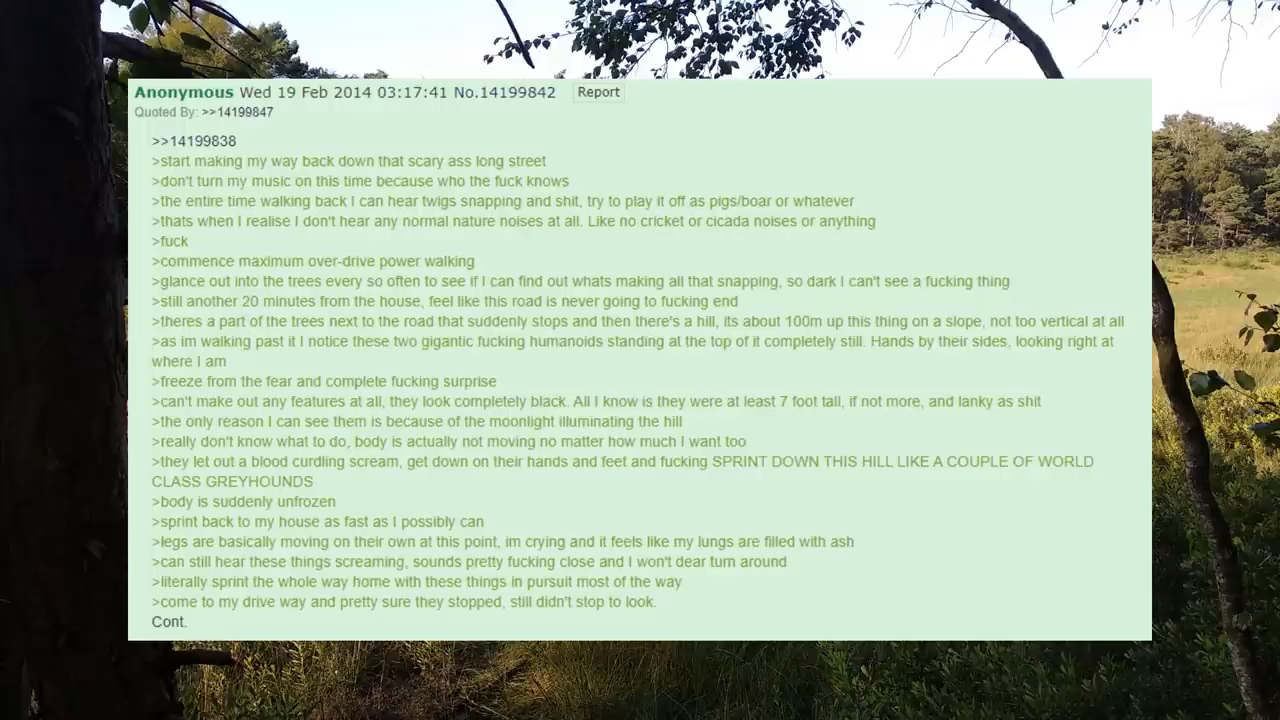 Anonymous Wed 19 Feb 2014 03:17:41 No.14199842 Report
Quoted By: >>14199847
>>14199838
>start making my way back down that scary ass long street
>don't turn my music on this time because who the fuck knows
>the entire time walking back I can hear twigs snapping and shit, try to play it off as pigs/boar or whatever
>thats when I realise I don't hear any normal nature noises at all. Like no cricket or cicada noises or anything
>fuck
>commence maximum over-drive power walking
>glance out into the trees every so often to see if I can find out whats making all that snapping, so dark I can't see a fucking thing
>still another 20 minutes from the house, feel like this road is never going to fucking end
>theres a part of the trees next to the road that suddenly stops and then there's a hill, its about 100m up this thing on a slope, not too vertical at all
>as im walking past it I notice these two gigantic fucking humanoids standing at the top of it completely still. Hands by their sides, looking right at
where I am
>freeze from the fear and complete fucking surprise
>can't make out any features at all, they look completely black. All I know is they were at least 7 foot tall, if not more, and lanky as shit
>the only reason I can see them is because of the moonlight illuminating the hill
>really don't know what to do, body is actually not moving no matter how much I want too
>they let out a blood curdling scream, get down on their hands and feet and fucking SPRINT DOWN THIS HILL LIKE A COUPLE OF WORLD
CLASS GREYHOUNDS
>body is suddenly unfrozen
>sprint back to my house as fast as I possibly can
>legs are basically moving on their own at this point, im crying and it feels like my lungs are filled with ash
>can still hear these things screaming, sounds pretty fucking close and I won't dear turn around
>literally sprint the whole way home with these things in pursuit most of the way
>come to my drive way and pretty sure they stopped, still didn't stop to look.
Cont.